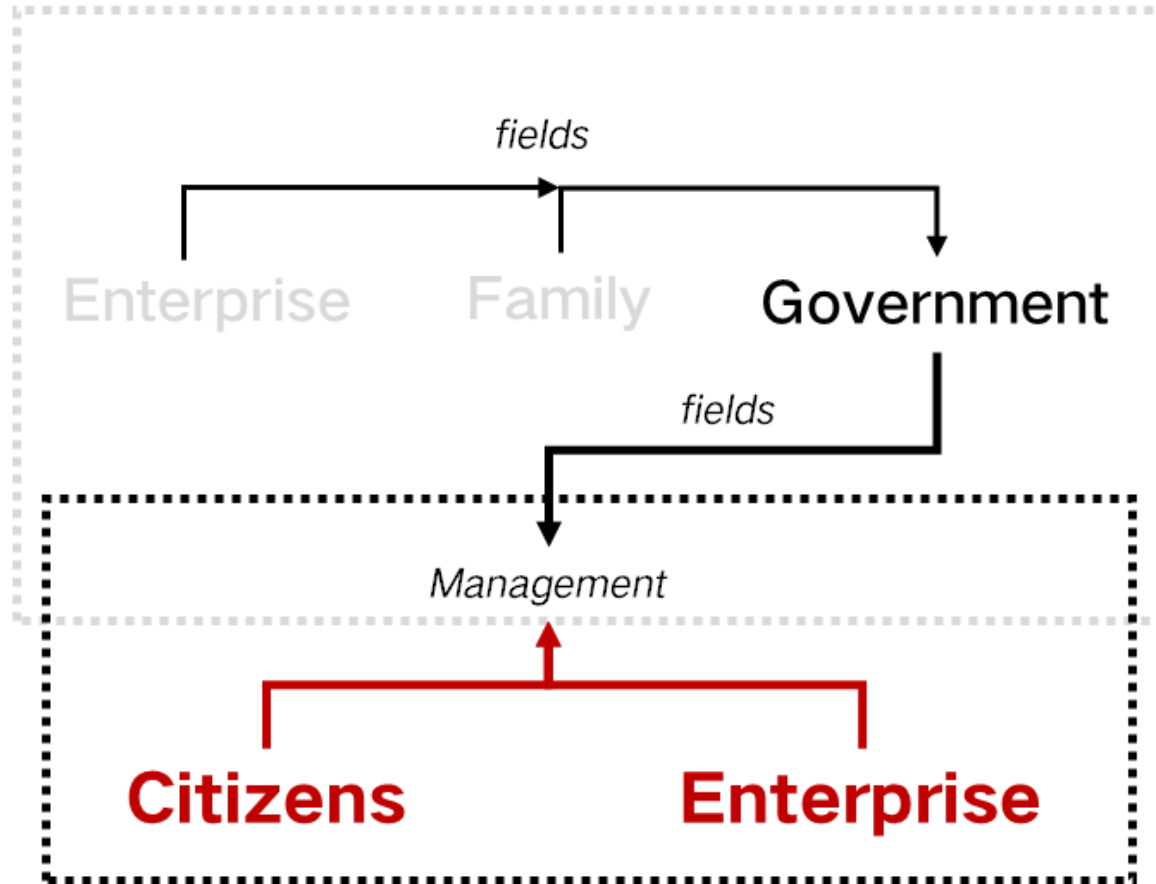 fields
Enterprise Family Government
fields
Management
Citizens Enterprise